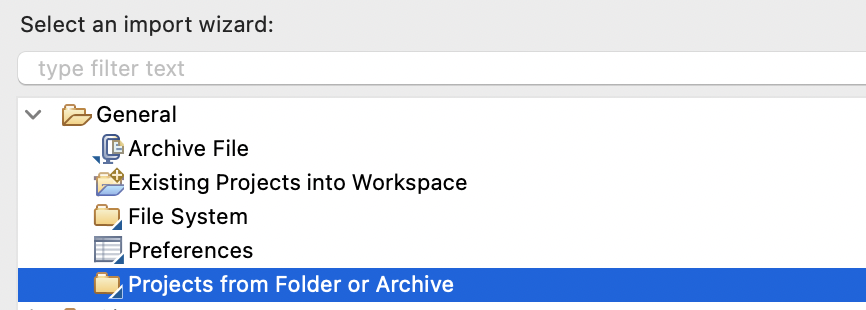 Select an import wizard:
type filter text
General
Archive File
Existing Projects into Workspace
File System
Preferences
Projects from Folder or Archive